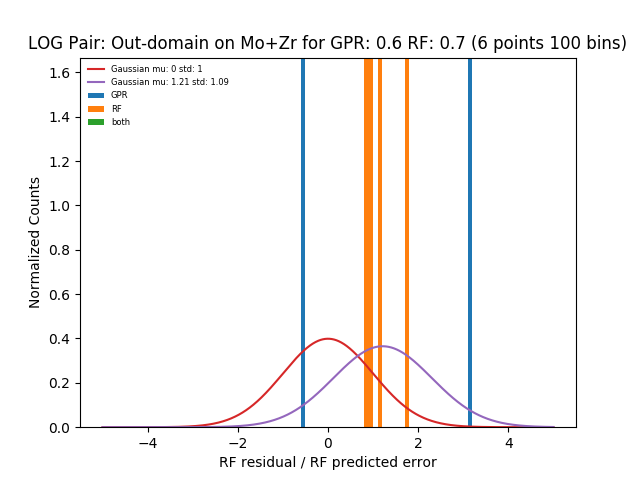 LOG Pair: Out-domain on Mo+Zr for GPR: 0.6 RF: 0.7 (6 points 100 bins)
Gaussian mu: 0 std: 1
Gaussian mu: 1.21 std: 1.09
GPR
RF
both
Normalized Counts
1.6
1.4
1.2
1.0
0.8
0.6
0.4
0.2
0.0
−4 −2 0 2 4
RF residual / RF predicted error